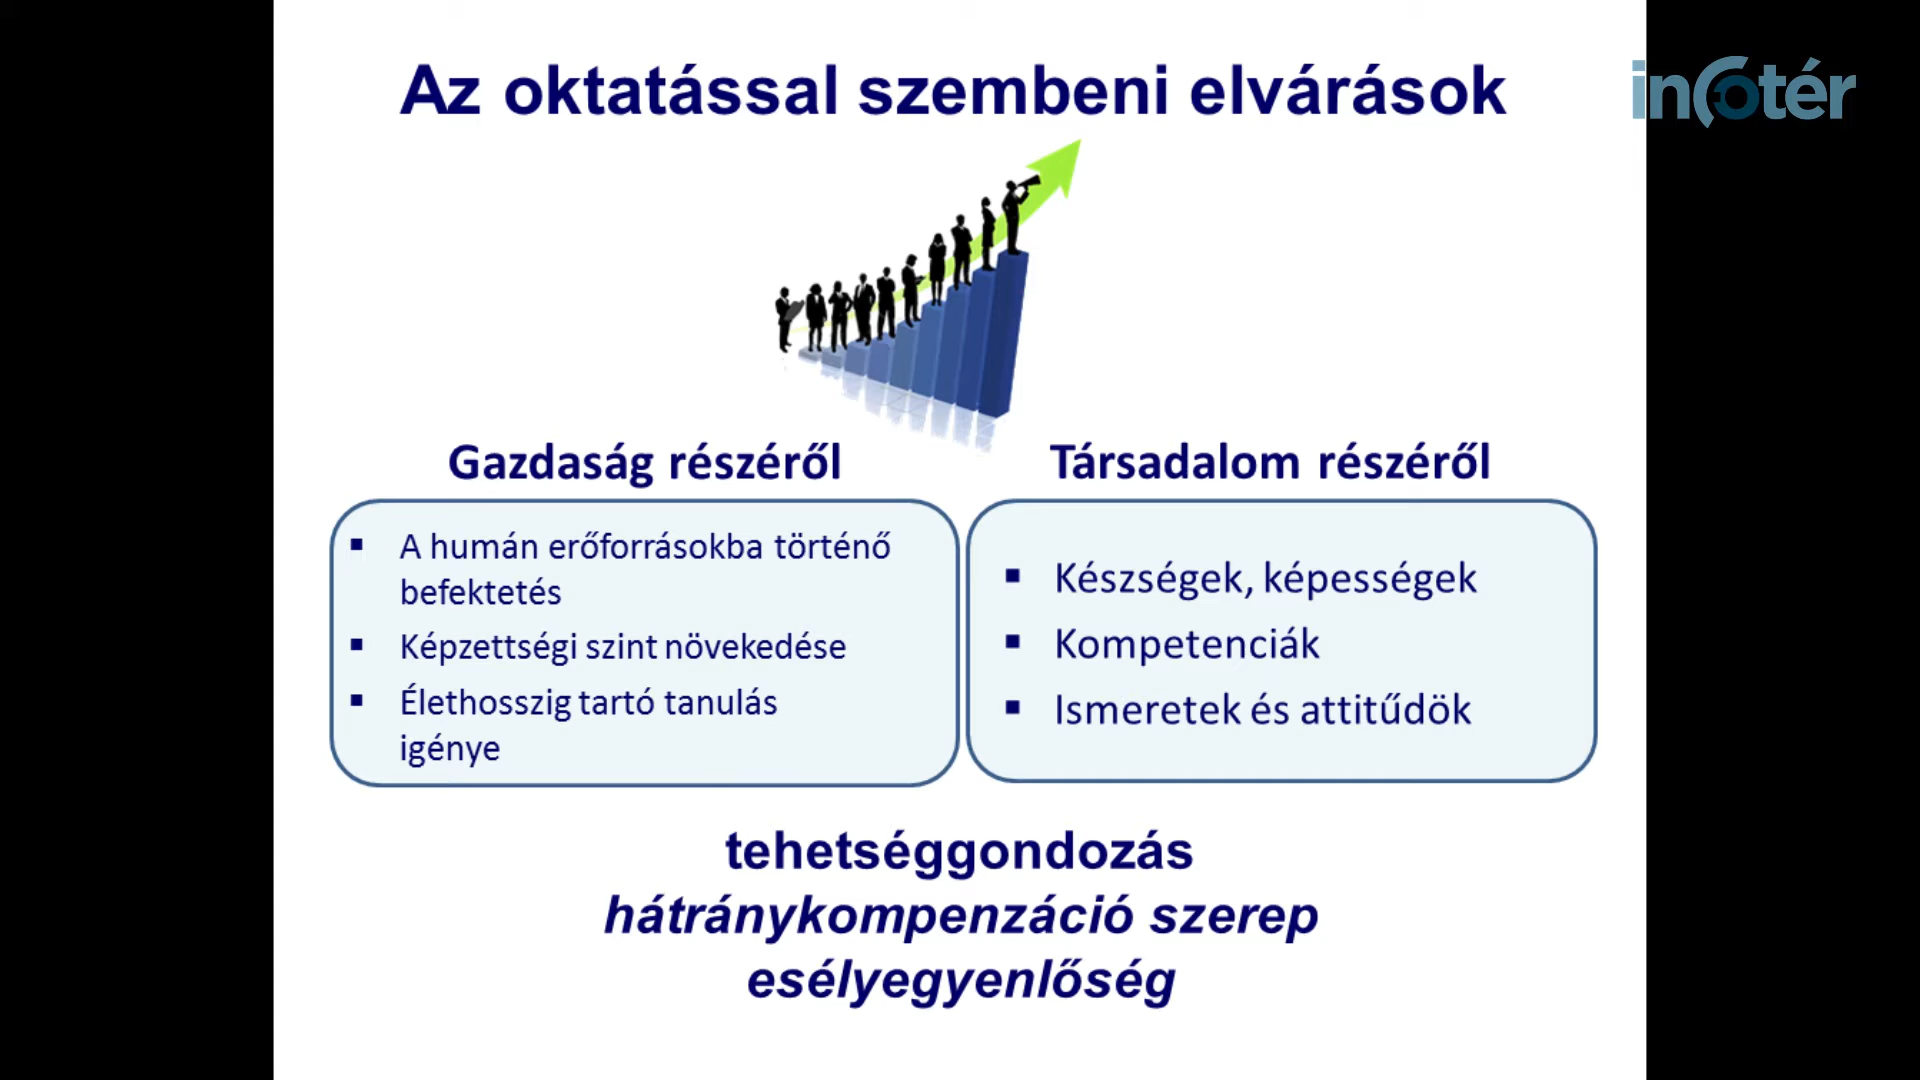 Az oktatással szembeni elvárások
infotér
Gazdaság részéről
A humán erőforrásokba történő
befektetés
Képzettségi szint növekedése
Élethosszig tartó tanulás
igénye
Társadalom részéről
Készségek, képességek
Kompetenciák
Ismeretek és attitűdök
tehetséggondozás
hátránykompenzáció szerep
esélyegyenlőség